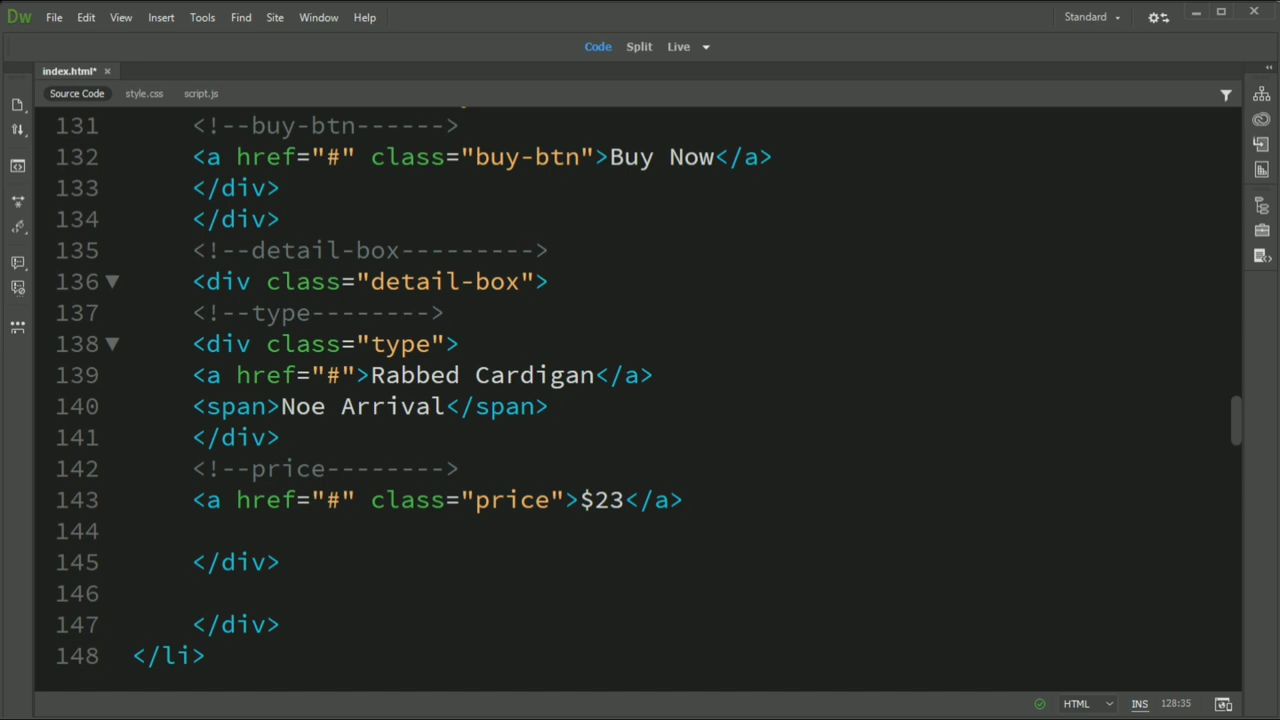 Dw File Edit View Insert Tools Find Site Window Help Standard
Code Split Live
index.html*
Source Code style.css script.js
131 <!--buy-btn------>
132 <a href="#" class="buy-btn">Buy Now</a>
133 </div>
134 </div>
135 <!--detail-box--------->
136 <div class="detail-box">
137 <!--type-------->
138 <div class="type">
139 <a href="#">Rabbed Cardigan</a>
140 <span>Noe Arrival</span>
141 </div>
142 <!--price-------->
143 <a href="#" class="price">$23</a>
144
145 </div>
146
147 </div>
148 </li>
HTML INS 128:35